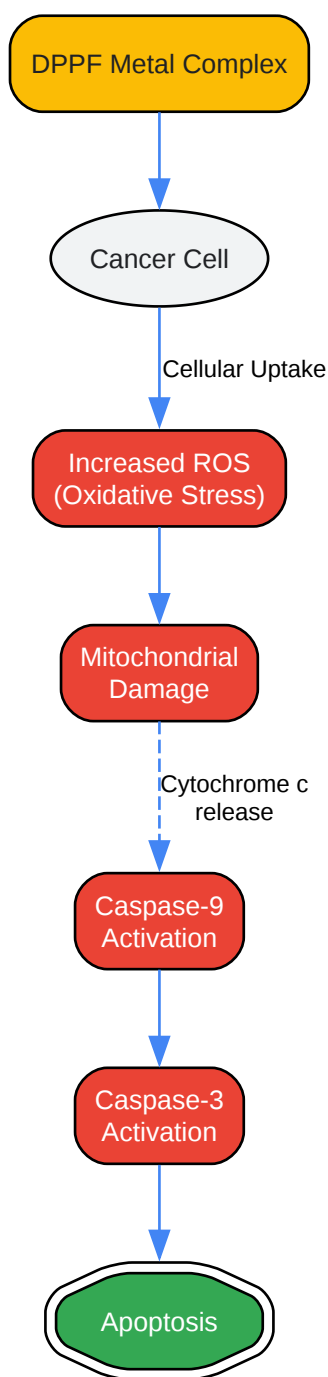 DPPF Metal Complex
Cancer Cell
Cellular Uptake
Increased ROS
(Oxidative Stress)
Mitochondrial
Damage
Cytochrome c
release
Caspase-9
Activation
Caspase-3
Activation
Apoptosis